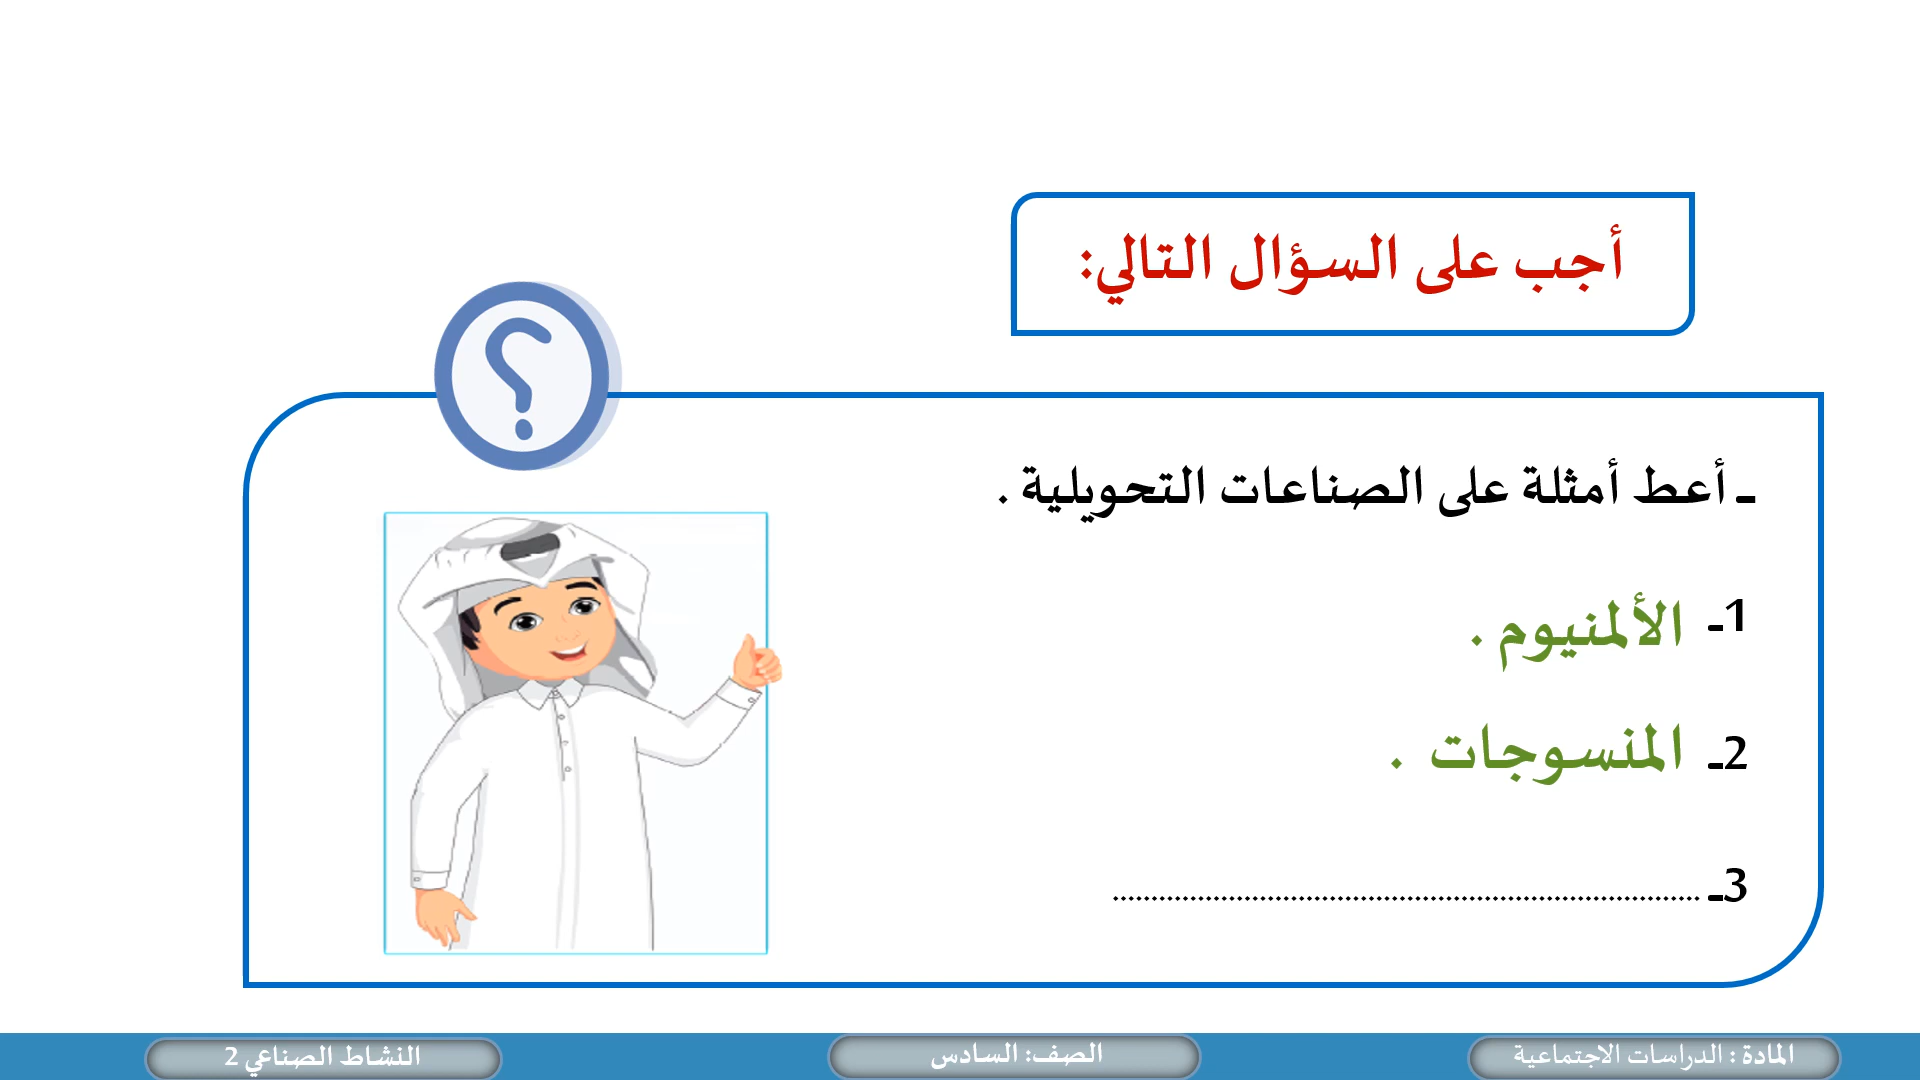 أجب على السؤال التالي:
؟
ـ أعط أمثلة على الصناعات التحويلية .
1ـ الألمنيوم .
2ـ المنسوجات .
3ـ ...........................................................................
المادة : الدراسات الاجتماعية
الصف: السادس
النشاط الصناعي 2